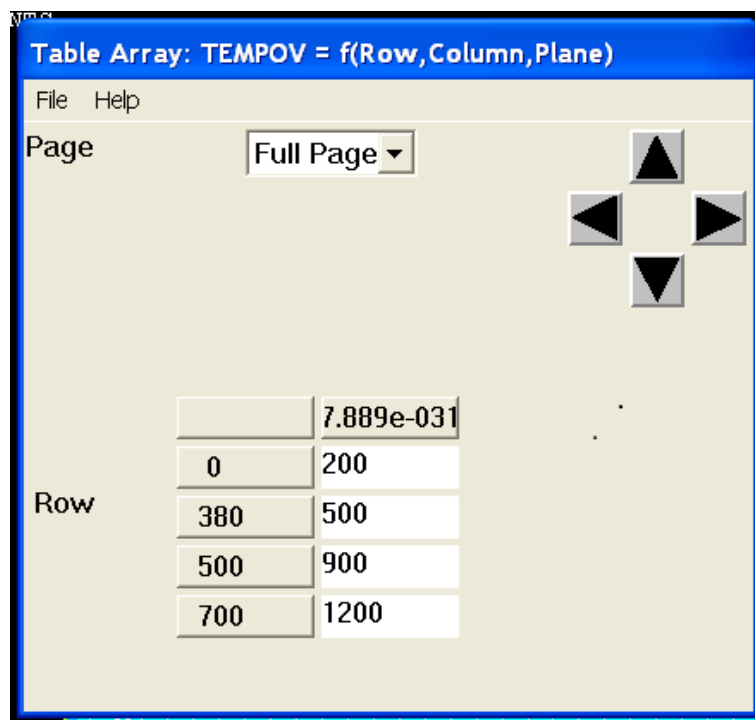 Table Array: TEMPOV = f(Row,Column,Plane)
File Help
Page Full Page
7.889e-031
0 200
Row
380 500
500 900
700 1200